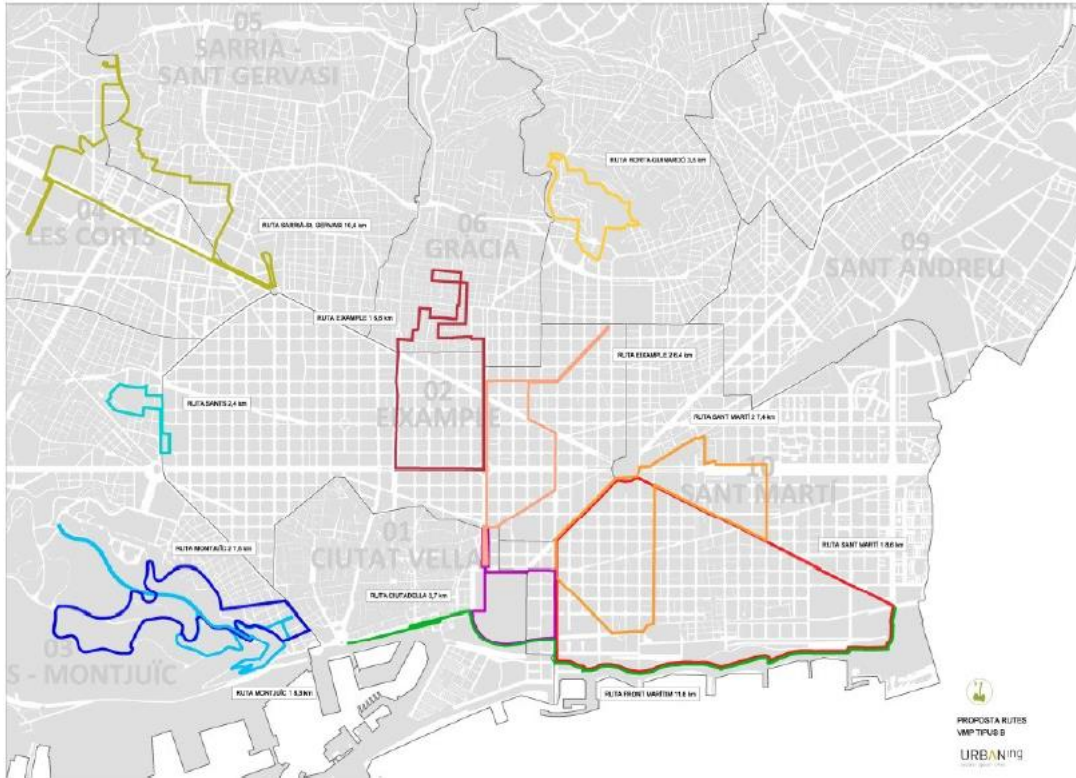 NOU BARRI
05
SARRIÀ -
SANT GERVASI
RUTA HORTA-GUINARDÓ 3,8 km
04
LES CORTS
RUTA SARRIÀ-ST. GERVASI 10,4 km
06
GRÀCIA
09
SANT ANDREU
RUTA EIXAMPLE 1 5,5 km
RUTA EIXAMPLE 2 6,4 km
02
EIXAMPLE
RUTA SANTS 2,4 km
RUTA SANT MARTÍ 2 7,4 km
10
SANT MARTÍ
01
CIUTAT VELLA
RUTA MONTJUÏC 2 7,5 km
RUTA SANT MARTÍ 1 8,6 km
RUTA CIUTADELLA 3,7 km
03
S - MONTJUÏC
RUTA MONTJUÏC 1 8,3 km
RUTA FRONT MARÍTIM 11,6 km
PROPOSTA RUTES
VMP TIPUS B
URBANing